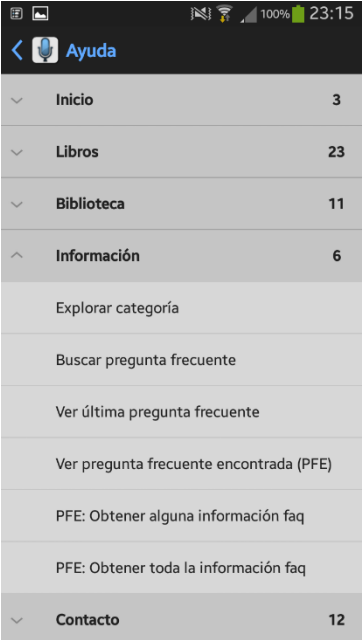 100% 23:15
Ayuda
Inicio 3
Libros 23
Biblioteca 11
Información 6
Explorar categoría
Buscar pregunta frecuente
Ver última pregunta frecuente
Ver pregunta frecuente encontrada (PFE)
PFE: Obtener alguna información faq
PFE: Obtener toda la información faq
Contacto 12